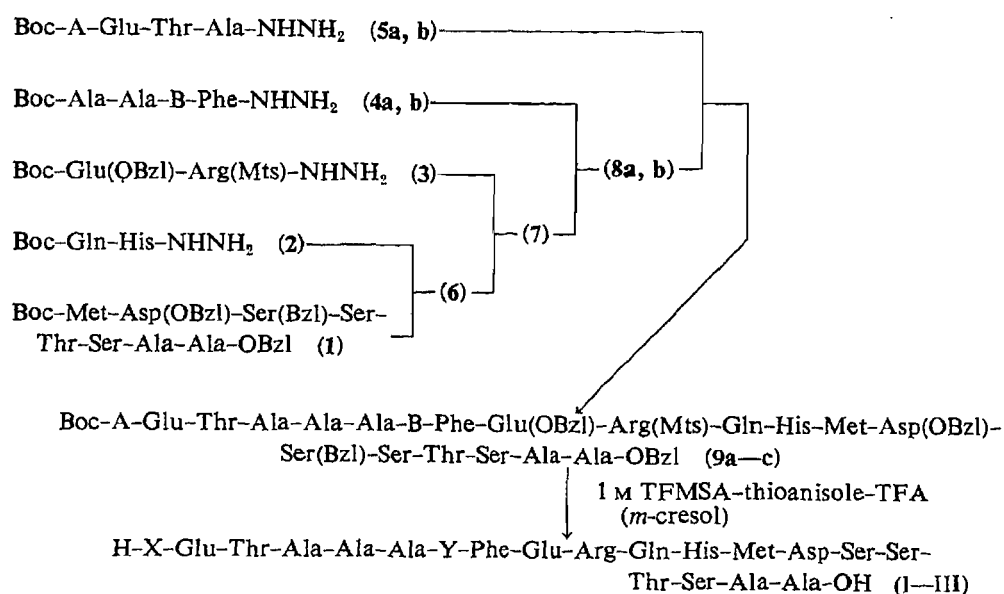 Boc–A–Glu–Thr–Ala–NHNH₂ (5a, b)
Boc–Ala–Ala–B–Phe–NHNH₂ (4a, b)
(8a, b)
Boc–Glu(OBzl)–Arg(Mts)–NHNH₂ (3)
(7)
Boc–Gln–His–NHNH₂ (2)
(6)
Boc–Met–Asp(OBzl)–Ser(Bzl)–Ser–
Thr–Ser–Ala–Ala–OBzl (1)
Boc–A–Glu–Thr–Ala–Ala–Ala–B–Phe–Glu(OBzl)–Arg(Mts)–Gln–His–Met–Asp(OBzl)–
Ser(Bzl)–Ser–Thr–Ser–Ala–Ala–OBzl (9a—c)
1 M TFMSA–thioanisole–TFA
(m-cresol)
H–X–Glu–Thr–Ala–Ala–Ala–Y–Phe–Glu–Arg–Gln–His–Met–Asp–Ser–Ser–
Thr–Ser–Ala–Ala–OH (I—III)